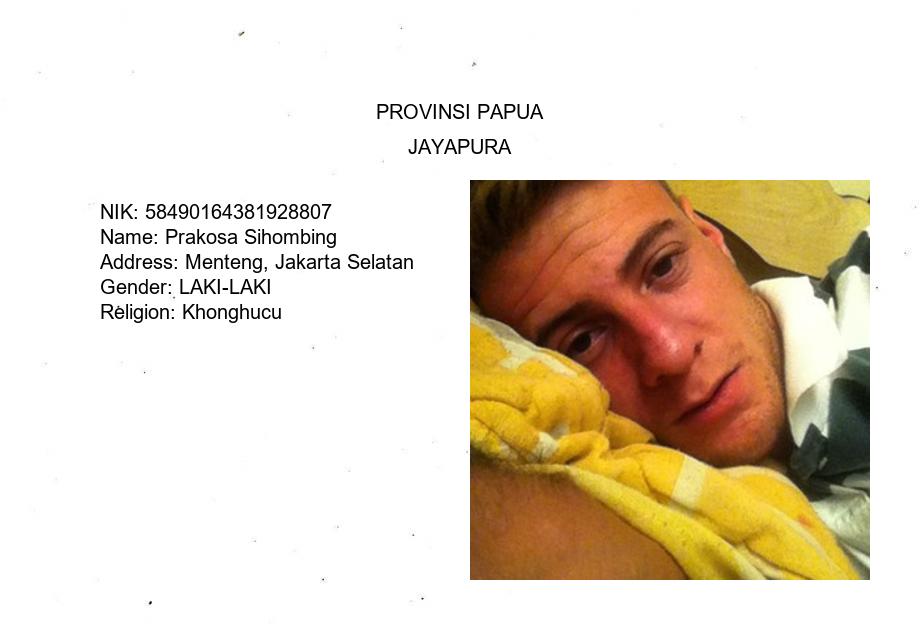 PROVINSI PAPUA
JAYAPURA
NIK: 58490164381928807
Name: Prakosa Sihombing
Address: Menteng, Jakarta Selatan
Gender: LAKI-LAKI
Religion: Khonghucu